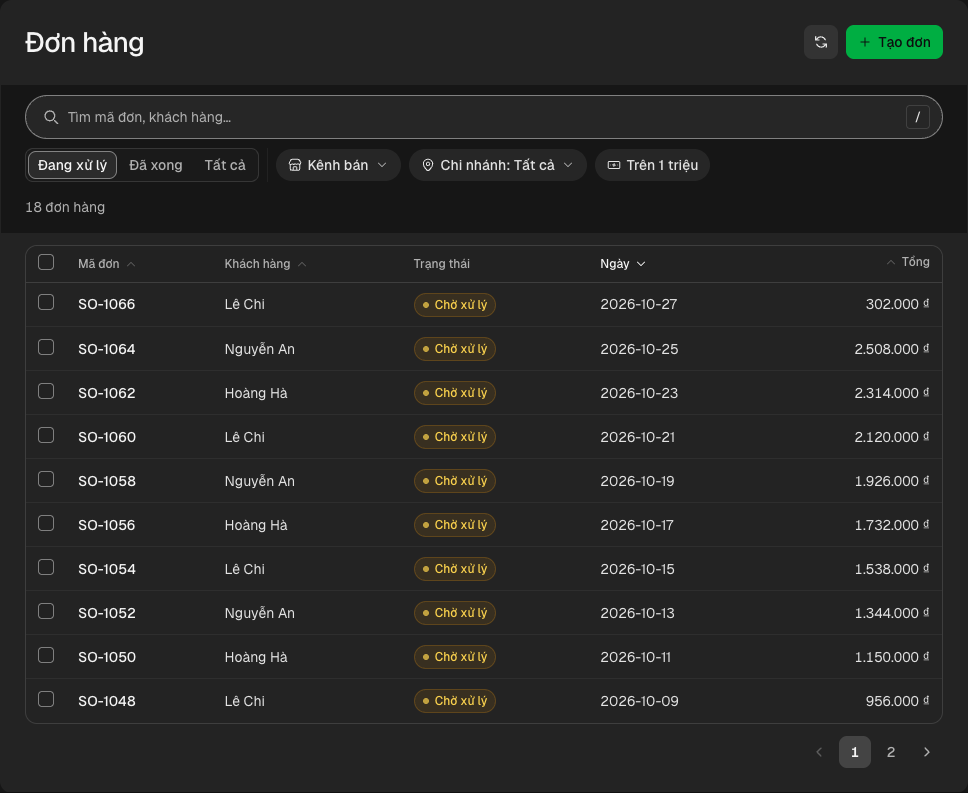 Đơn hàng
Tạo đơn
Tìm mã đơn, khách hàng...
/
Đang xử lý Đã xong Tất cả Kênh bán Chi nhánh: Tất cả Trên 1 triệu
18 đơn hàng
Mã đơn Khách hàng Trạng thái Ngày Tổng
SO-1066 Lê Chi Chờ xử lý 2026-10-27 302.000 ₫
SO-1064 Nguyễn An Chờ xử lý 2026-10-25 2.508.000 ₫
SO-1062 Hoàng Hà Chờ xử lý 2026-10-23 2.314.000 ₫
SO-1060 Lê Chi Chờ xử lý 2026-10-21 2.120.000 ₫
SO-1058 Nguyễn An Chờ xử lý 2026-10-19 1.926.000 ₫
SO-1056 Hoàng Hà Chờ xử lý 2026-10-17 1.732.000 ₫
SO-1054 Lê Chi Chờ xử lý 2026-10-15 1.538.000 ₫
SO-1052 Nguyễn An Chờ xử lý 2026-10-13 1.344.000 ₫
SO-1050 Hoàng Hà Chờ xử lý 2026-10-11 1.150.000 ₫
SO-1048 Lê Chi Chờ xử lý 2026-10-09 956.000 ₫
1 2